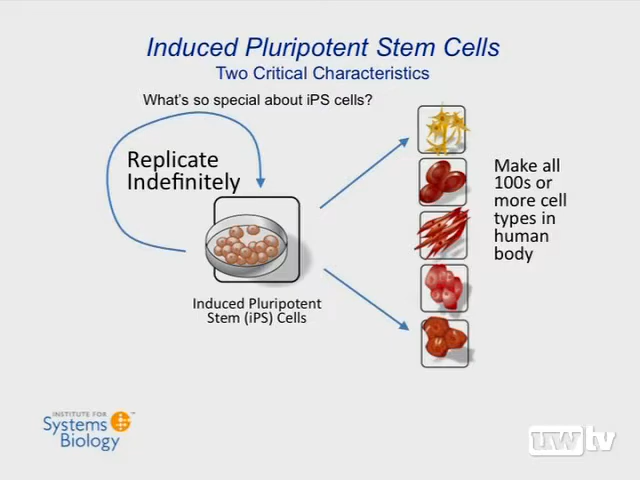 Induced Pluripotent Stem Cells
Two Critical Characteristics
What's so special about iPS cells?
Replicate
Indefinitely
Make all
100s or
more cell
types in
human
body
Induced Pluripotent
Stem (iPS) Cells
INSTITUTE FOR
Systems
Biology
uwtv